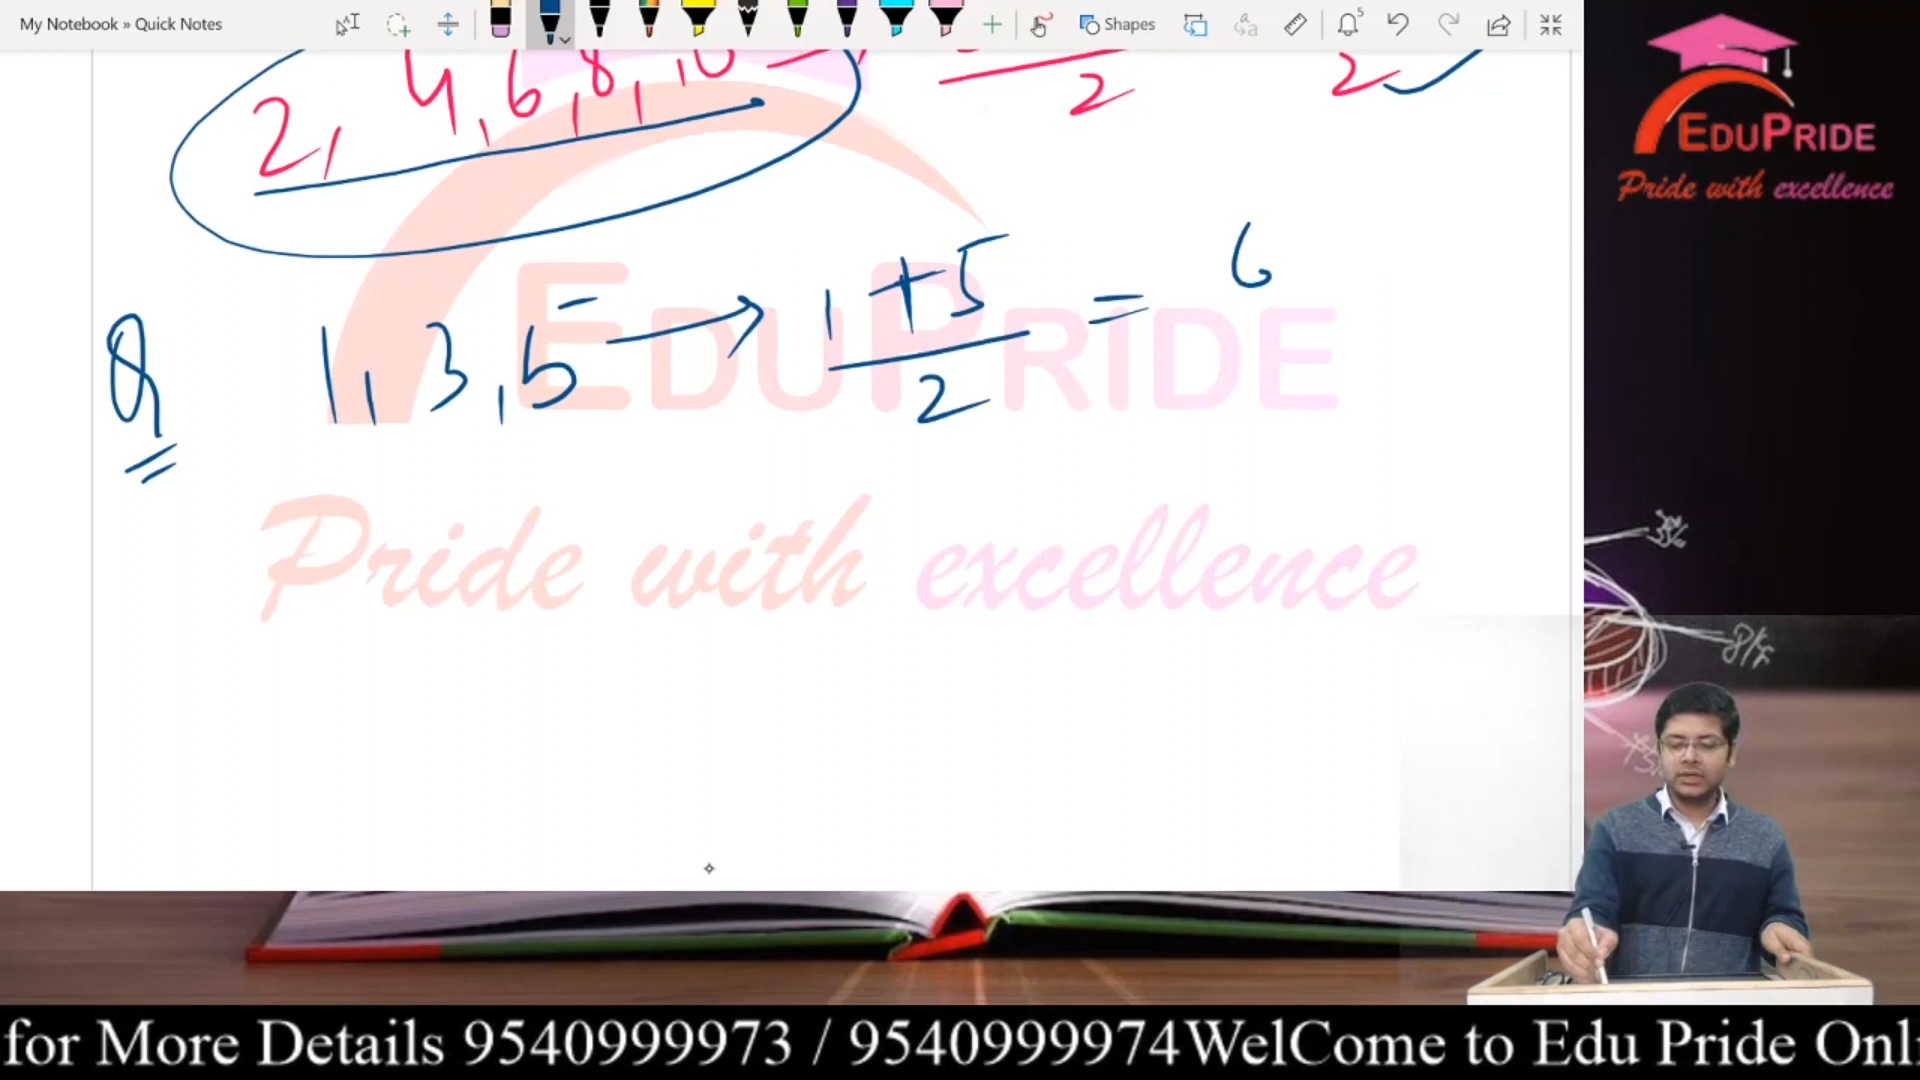 My Notebook » Quick Notes
Shapes
5
2, 4, 6, 8, 10
2
2
EDUPRIDE
Pride with excellence
Q 1, 3, 5 → 1+5 = 6
2
EDUPRIDE
Pride with excellence
for More Details 9540999973 / 9540999974WelCome to Edu Pride Onl